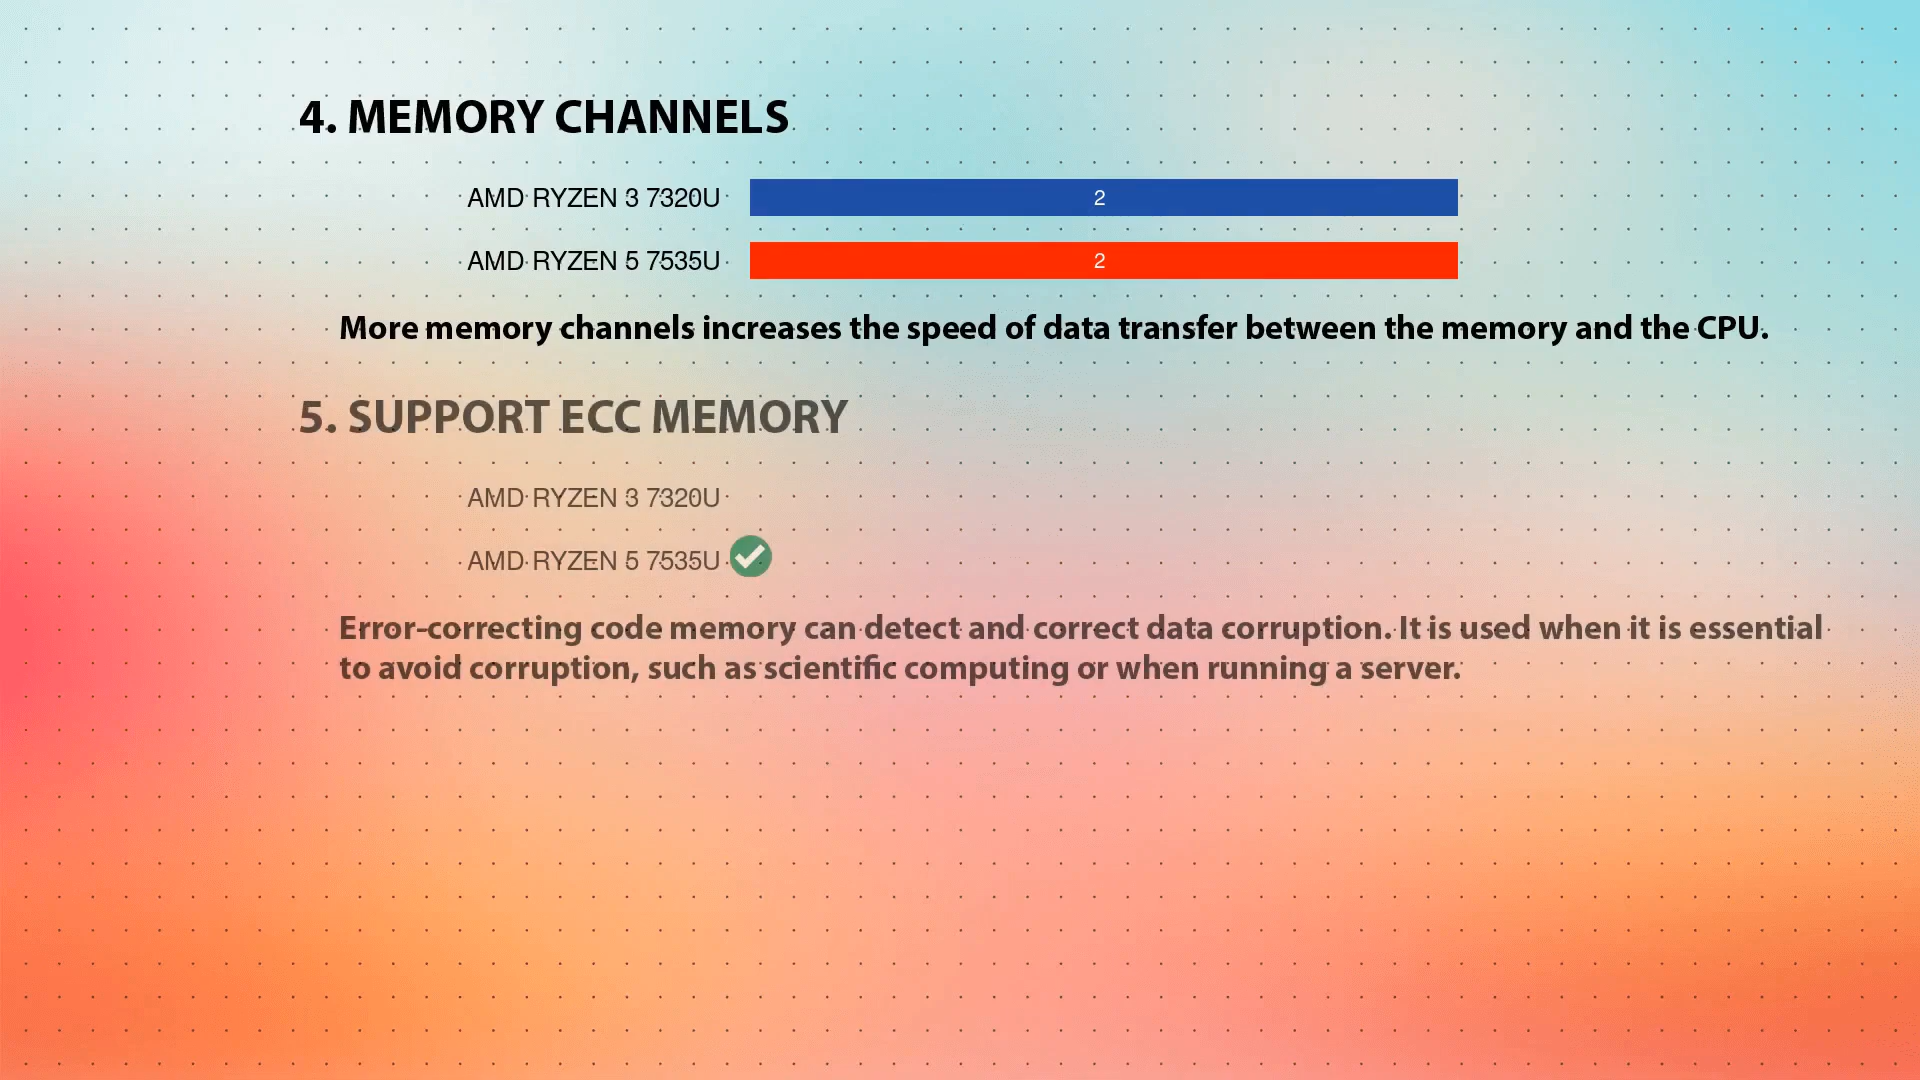 4. MEMORY CHANNELS
AMD RYZEN 3 7320U
2
AMD RYZEN 5 7535U
2
More memory channels increases the speed of data transfer between the memory and the CPU.
5. SUPPORT ECC MEMORY
AMD RYZEN 3 7320U
AMD RYZEN 5 7535U
Error-correcting code memory can detect and correct data corruption. It is used when it is essential
to avoid corruption, such as scientific computing or when running a server.